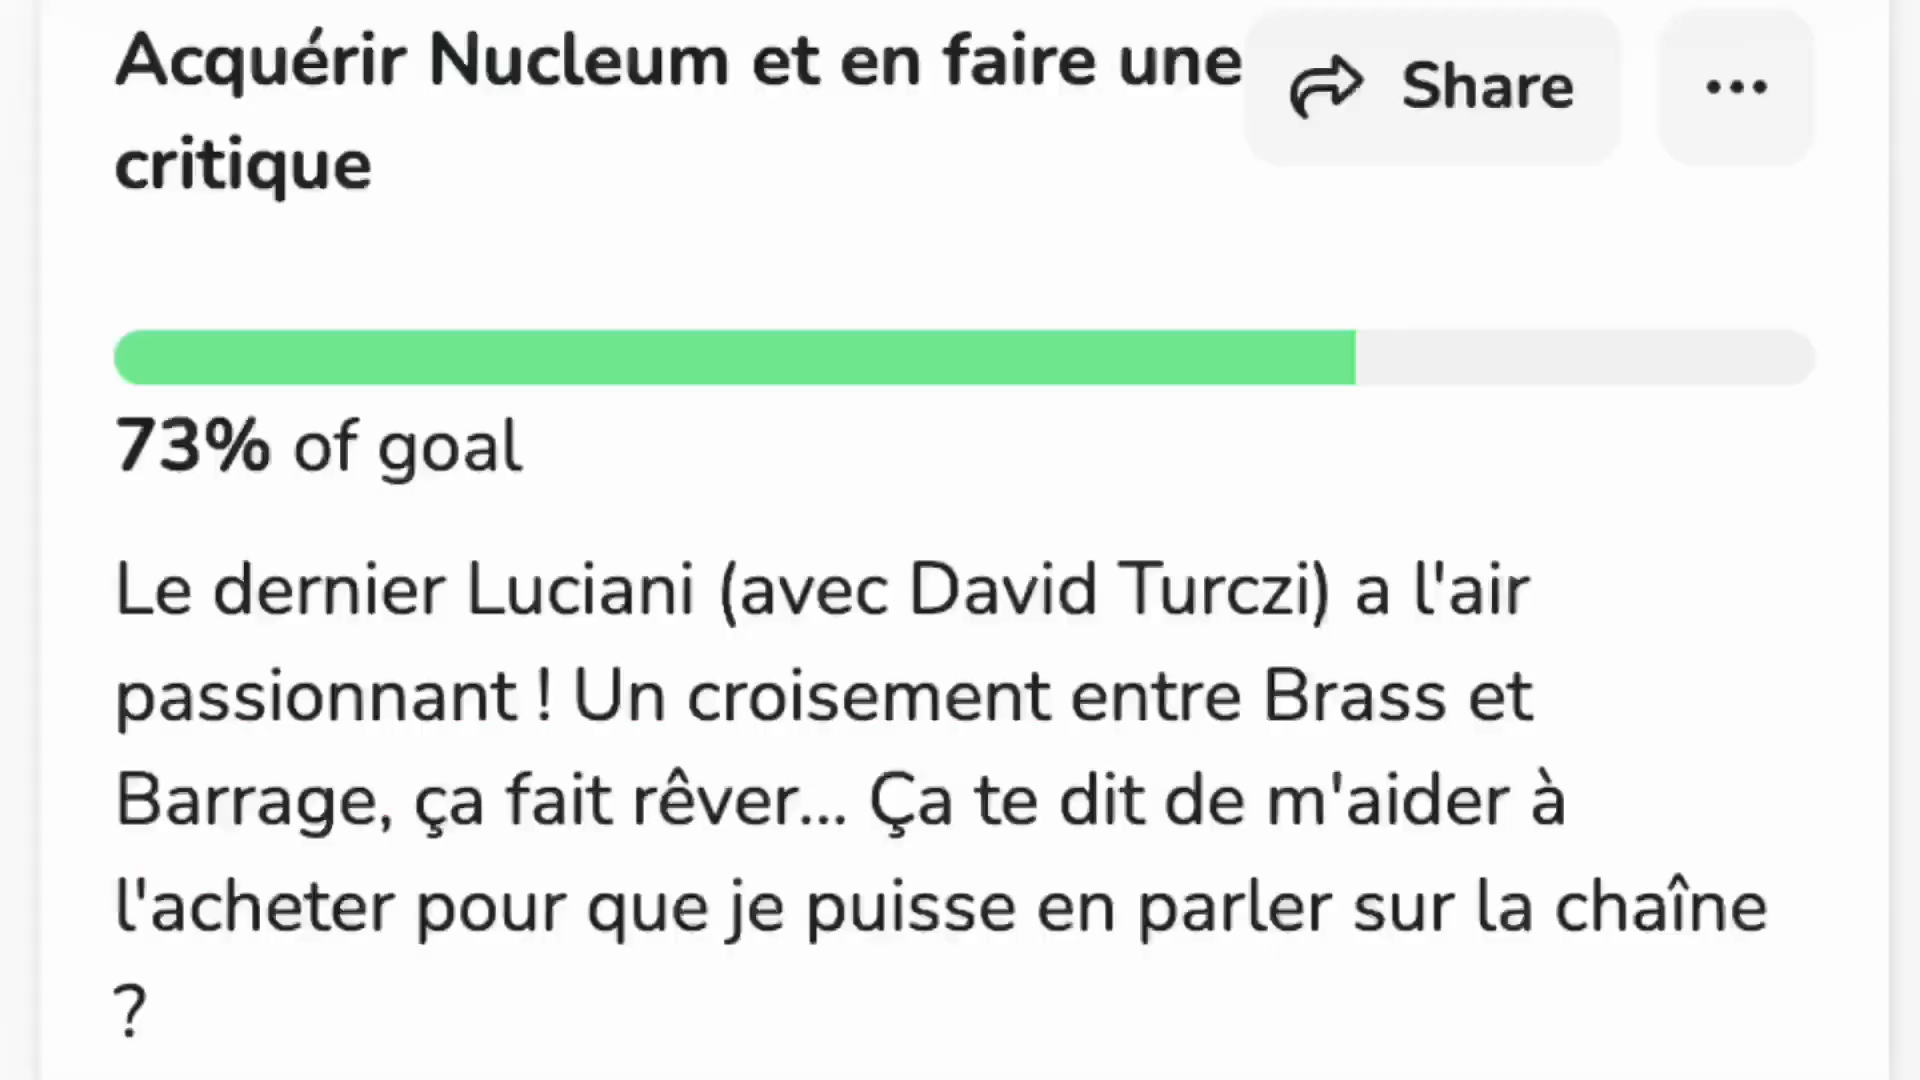 Acquérir Nucleum et en faire une
critique
Share
...
73% of goal
Le dernier Luciani (avec David Turczi) a l'air
passionnant ! Un croisement entre Brass et
Barrage, ça fait rêver... Ça te dit de m'aider à
l'acheter pour que je puisse en parler sur la chaîne
?